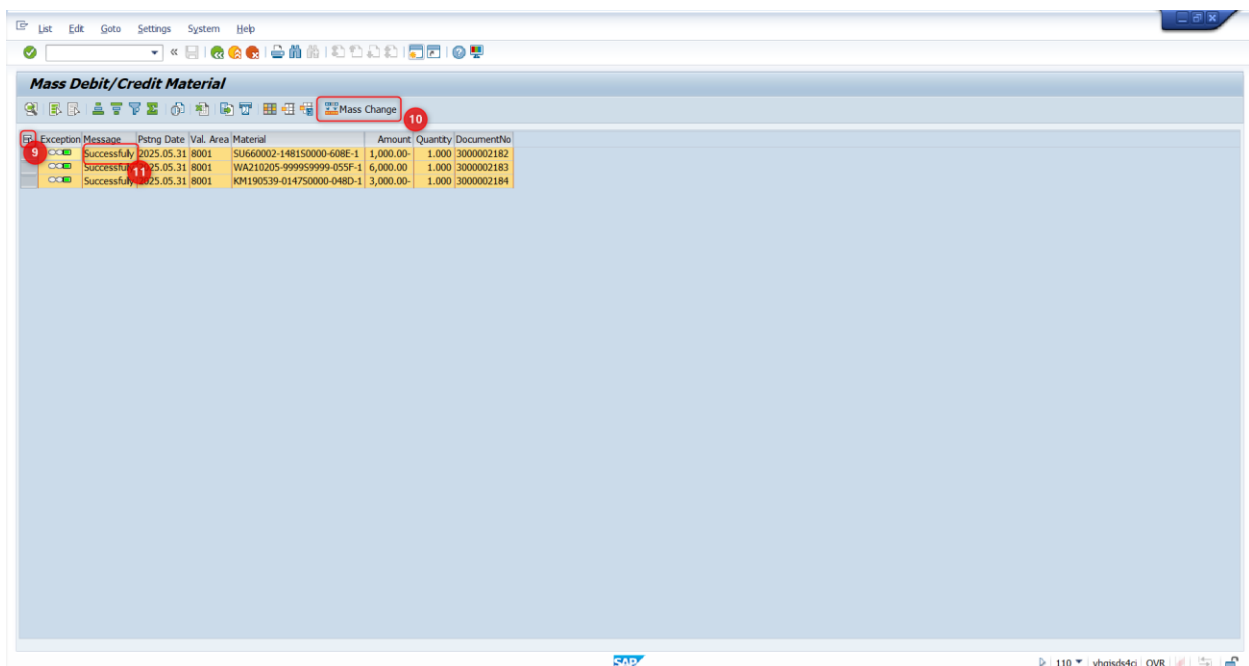 List Edit Goto Settings System Help
Mass Debit/Credit Material
Mass Change
10
Exception Message Pstng Date Val. Area Material Amount Quantity DocumentNo
9 Successfuly 2025.05.31 8001 SU660002-1481S0000-608E-1 1,000.00- 1.000 3000002182
Successfuly 2025.05.31 8001 WA210205-9999S9999-055F-1 6,000.00 1.000 3000002183
11
Successfuly 2025.05.31 8001 KM190539-0147S0000-048D-1 3,000.00- 1.000 3000002184
SAP 110 vhgisds4ci OVR